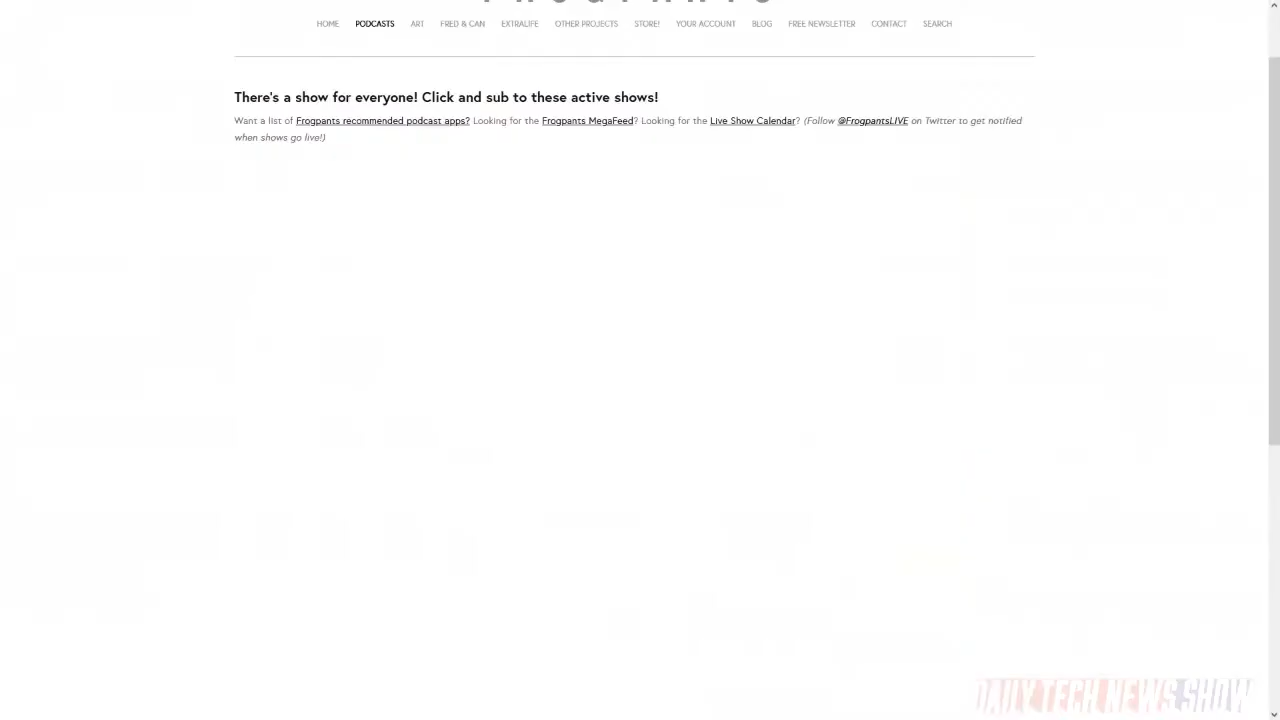 HOME PODCASTS ART FRED & CAN EXTRALIFE OTHER PROJECTS STORE! YOUR ACCOUNT BLOG FREE NEWSLETTER CONTACT SEARCH
There's a show for everyone! Click and sub to these active shows!
Want a list of Frogpants recommended podcast apps? Looking for the Frogpants MegaFeed? Looking for the Live Show Calendar? (Follow @FrogpantsLIVE on Twitter to get notified
when shows go live!)
DAILY TECH NEWS SHOW